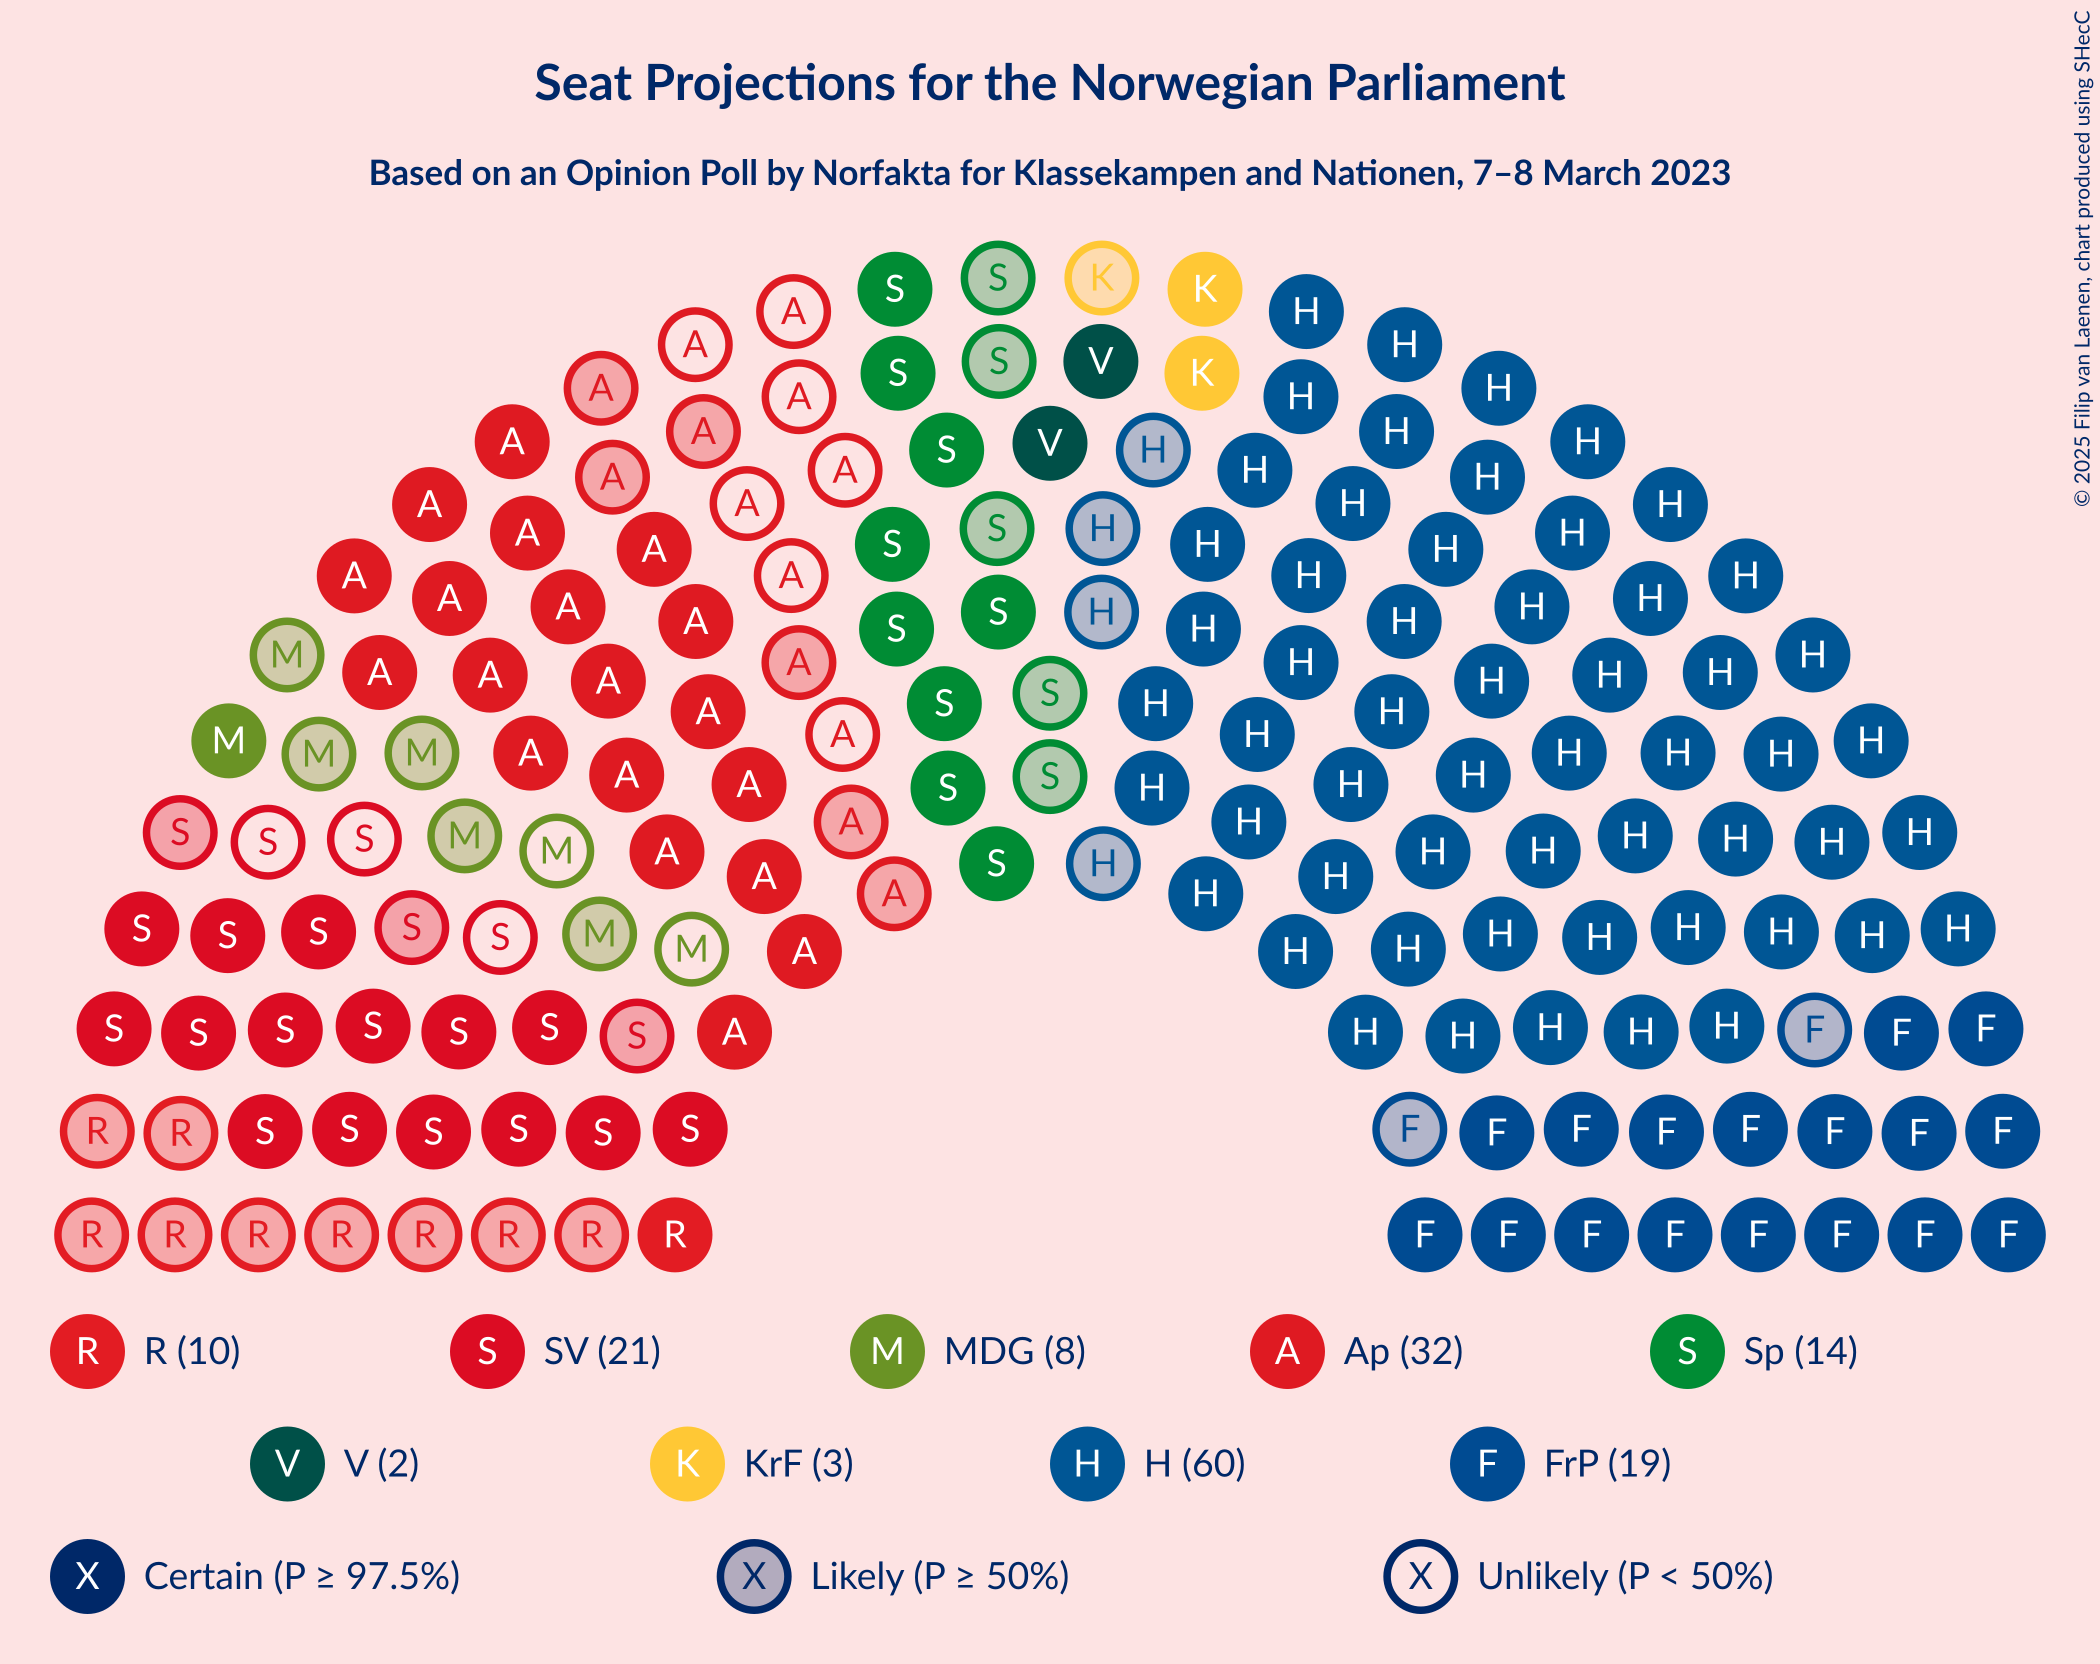 Seat Projections for the Norwegian Parliament
Based on an Opinion Poll by Norfakta for Klassekampen and Nationen, 7–8 March 2023
© 2025 Filip van Laenen, chart produced using SHecC
S S K K
A A H H
A S S V K H H
A A A S V H H H H
A A A A H H H H
A A S S H H H H H
A A A A H H H H
A A A S S H H H H H
M A A A A A S S H H H H H H
M M M A A A A S S H H H H H H H H
S S S M M A A A S H H H H H H H H
S S S S S M M A A H H H H H H H H H H
S S S S S S S A H H H H H F F F
R R S S S S S S F F F F F F F F
R R R R R R R R F F F F F F F F
R R (10) S SV (21) M MDG (8) A Ap (32) S Sp (14)
V V (2) K KrF (3) H H (60) F FrP (19)
X Certain (P ≥ 97.5%) X Likely (P ≥ 50%) X Unlikely (P < 50%)